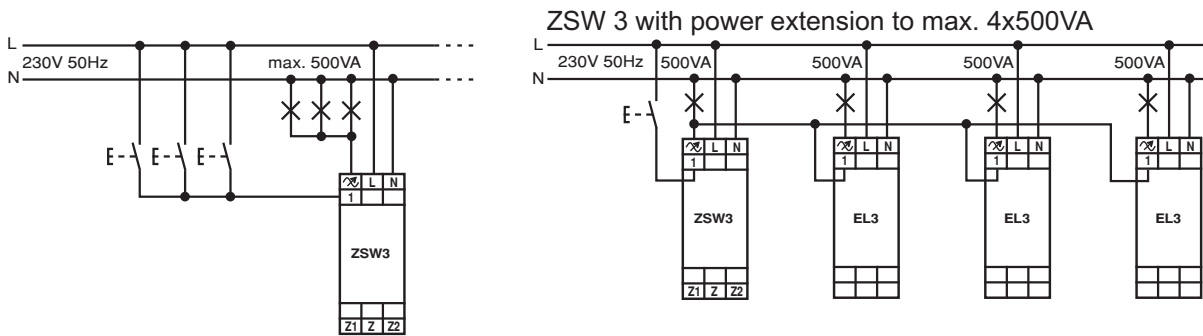 ZSW 3 with power extension to max. 4x500VA
L
230V 50Hz
max. 500VA
N
L N
1
ZSW3
Z1 Z Z2
L
230V 50Hz 500VA 500VA 500VA 500VA
N
L N L N L N L N
1 1 1 1
ZSW3 EL3 EL3 EL3
Z1 Z Z2